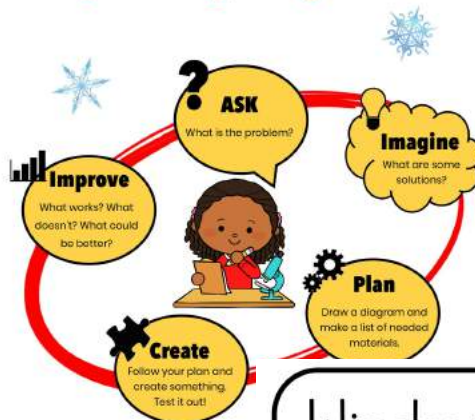 ASK
What is the problem?
Imagine
What are some
solutions?
Plan
Draw a diagram and
make a list of needed
materials.
Create
Follow your plan and
create something.
Test it out!
Improve
What works? What
doesn't? What could
be better?